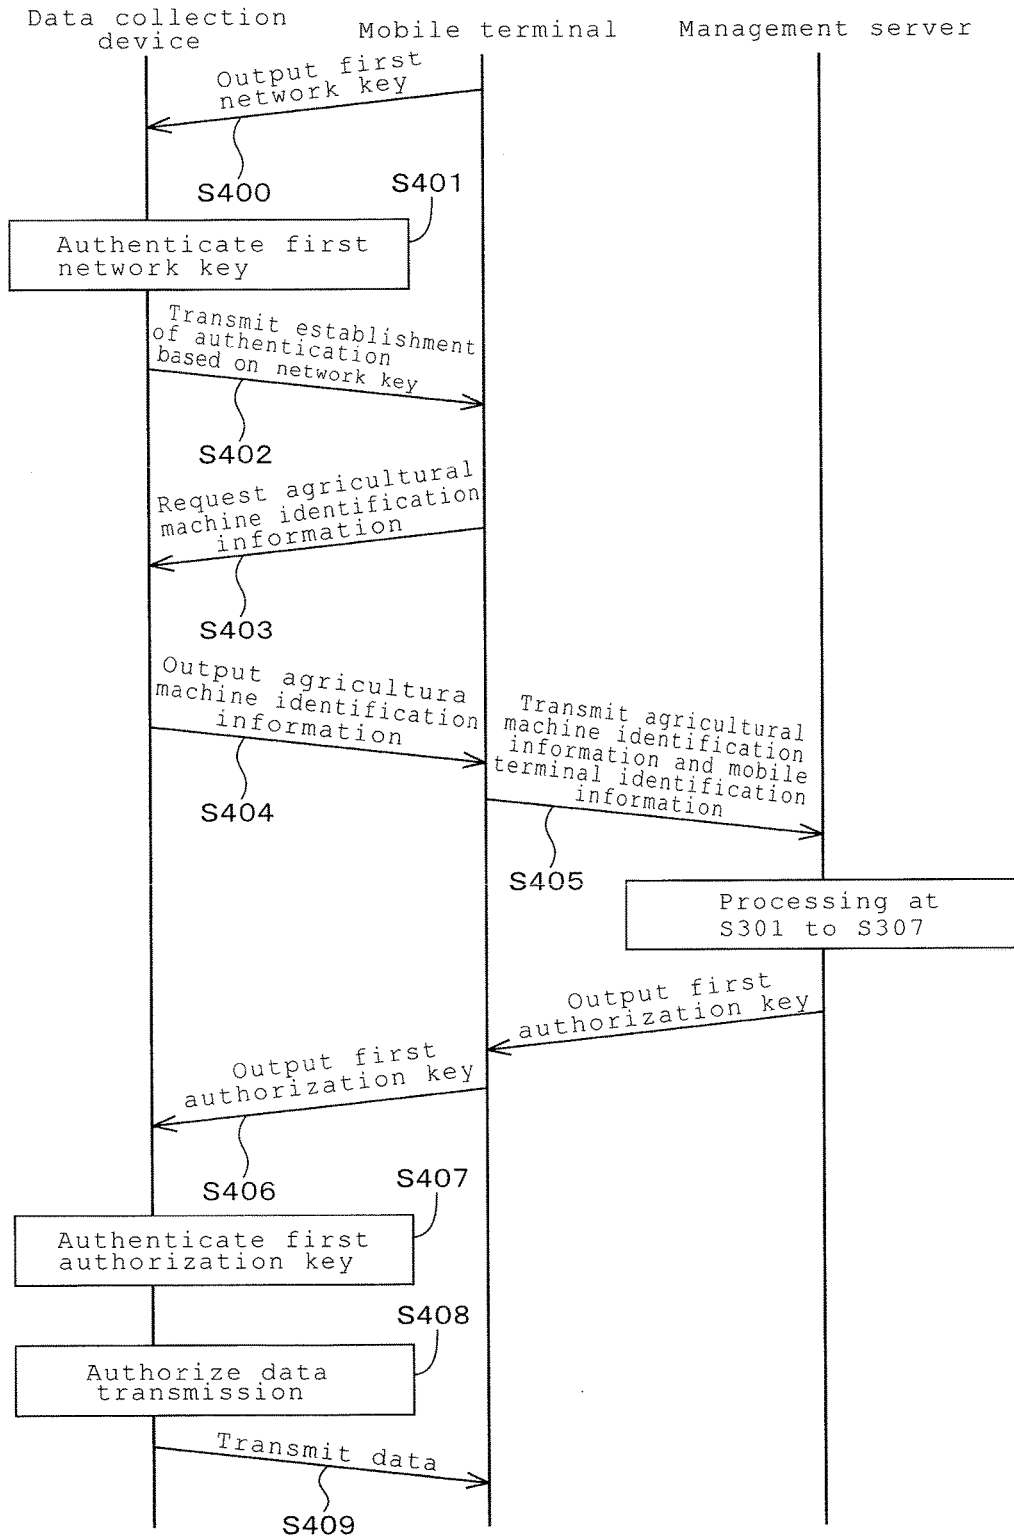 Data collection
device
Mobile terminal
Management server
Output first
network key
S400
S401
Authenticate first
network key
Transmit establishment
of authentication
based on network key
S402
Request agricultural
machine identification
information
S403
Output agricultura
machine identification
information
S404
Transmit agricultural
machine identification
information and mobile
terminal identification
information
S405
Processing at
S301 to S307
Output first
authorization key
Output first
authorization key
S406
S407
Authenticate first
authorization key
S408
Authorize data
transmission
Transmit data
S409